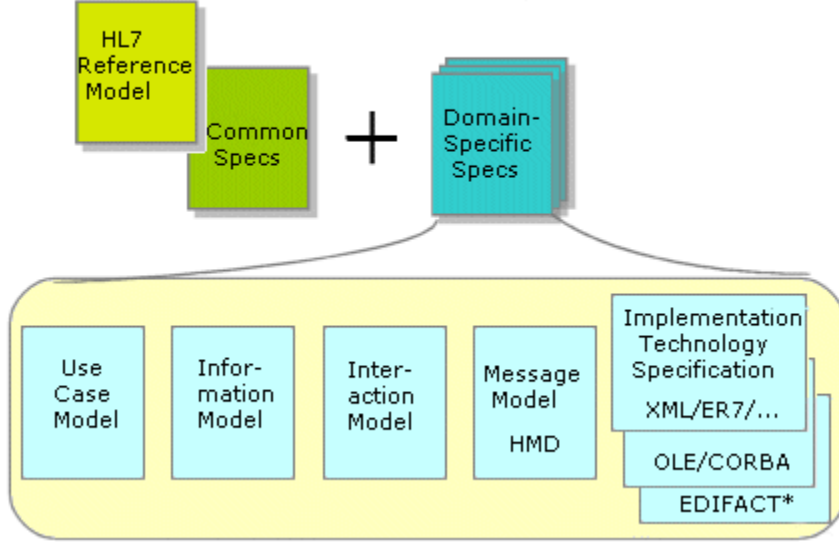 HL7
Reference
Model
Common
Specs
+
Domain-
Specific
Specs
Use
Case
Model
Infor-
mation
Model
Inter-
action
Model
Message
Model
HMD
Implementation
Technology
Specification
XML/ER7/...
OLE/CORBA
EDIFACT*